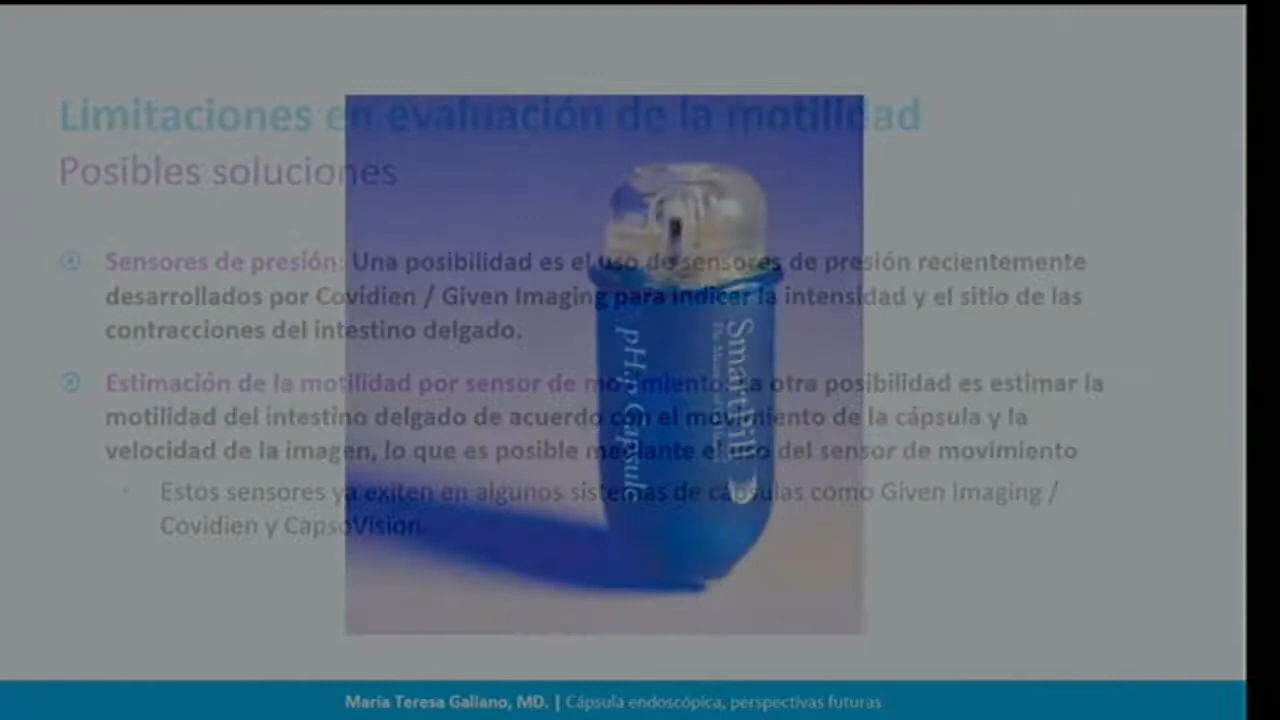 Limitaciones en evaluación de la motilidad
Posibles soluciones
Sensores de presión: Una posibilidad es el uso de sensores de presión recientemente
desarrollados por Covidien / Given Imaging para indicar la intensidad y el sitio de las
contracciones del intestino delgado.
Estimación de la motilidad por sensor de movimiento: La otra posibilidad es estimar la
motilidad del intestino delgado de acuerdo con el movimiento de la cápsula y la
velocidad de la imagen, lo que es posible mediante el uso del sensor de movimiento
Estos sensores ya exiten en algunos sistemas de cápsulas como Given Imaging /
Covidien y CapsoVision.
SmartPill
pH.p Capsule
María Teresa Galiano, MD. | Cápsula endoscópica, perspectivas futuras